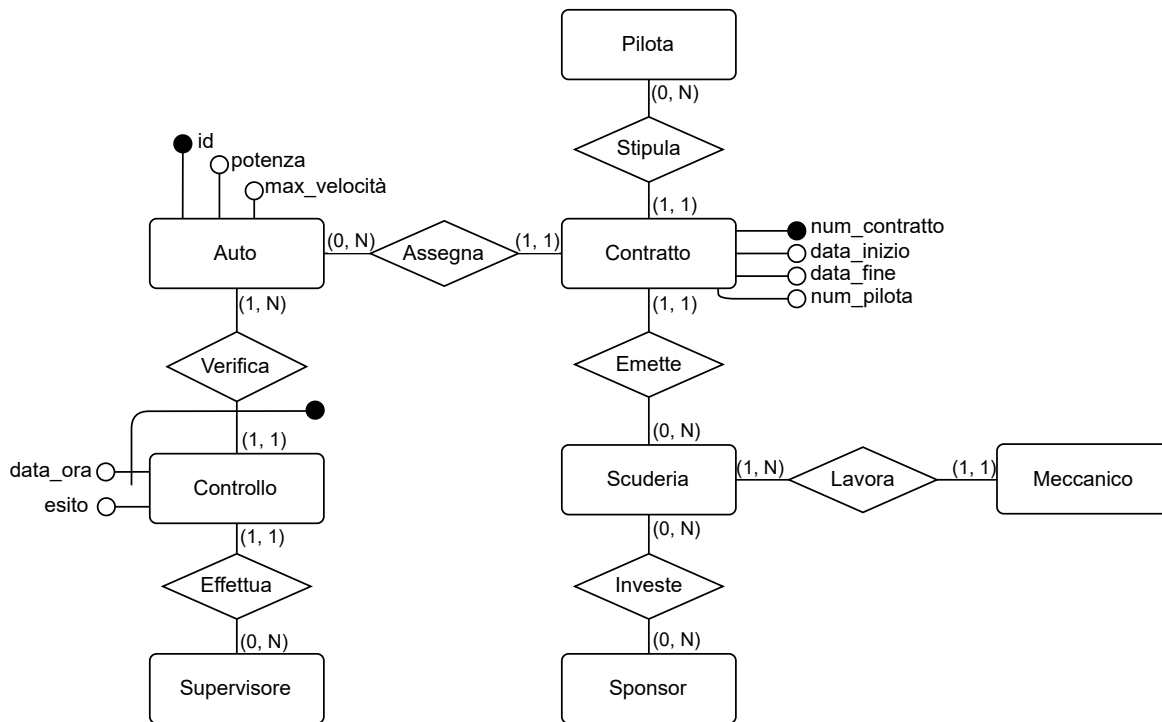 Pilota
(0, N)
Stipula
(1, 1)
id
potenza
max_velocità
Auto
(0, N)
Assegna
(1, 1)
Contratto
num_contratto
data_inizio
data_fine
num_pilota
(1, N)
(1, 1)
Verifica
Emette
(1, 1)
(0, N)
data_ora
esito
Controllo
Scuderia
(1, N)
Lavora
(1, 1)
Meccanico
(1, 1)
(0, N)
Effettua
Investe
(0, N)
(0, N)
Supervisore
Sponsor